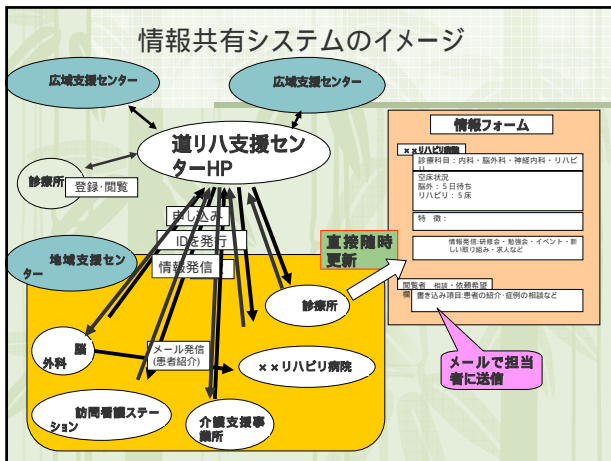 情報共有システムのイメージ
広域支援センター
広域支援センター
道リハ支援セン
ターHP
診療所
登録・閲覧
申し込み
IDを発行
情報発信
地域支援セン
ター
直接随時
更新
診療所
脳
外科
メール発信
(患者紹介)
××リハビリ病院
訪問看護ステー
ション
介護支援事
業所
情報フォーム
××リハビリ病院
診療科目：内科・脳外科・神経内科・リハビ
リ
空床状況
脳外：５日待ち
リハビリ：５床
特　徴：
情報発信:研修会・勉強会・イベント・新
しい取り組み・求人など
閲覧者　相談・依頼希望
欄
書き込み項目:患者の紹介・症例の相談など
メールで担当
者に送信